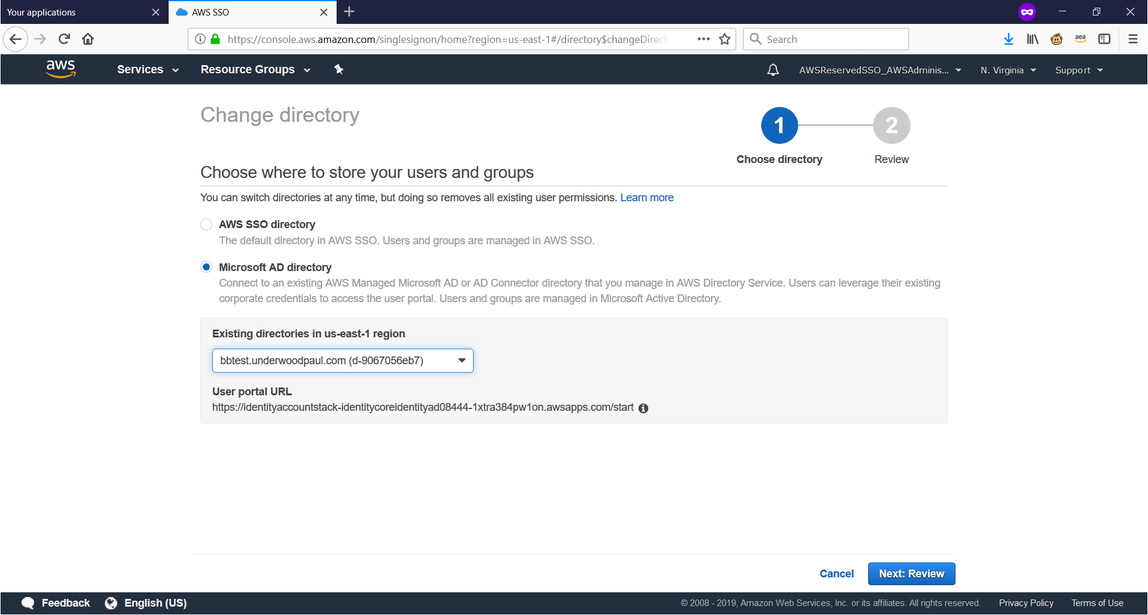 Your applications
AWS SSO
https://console.aws.amazon.com/singlesignon/home?region=us-east-1#/directory$changeDirect
Search
aea
aws
Services
Resource Groups
AWSReservedSSO_AWSAdminis...
N. Virginia
Support
Change directory
1
2
Choose directory
Review
Choose where to store your users and groups
You can switch directories at any time, but doing so removes all existing user permissions. Learn more
AWS SSO directory
The default directory in AWS SSO. Users and groups are managed in AWS SSO.
Microsoft AD directory
Connect to an existing AWS Managed Microsoft AD or AD Connector directory that you manage in AWS Directory Service. Users can leverage their existing
corporate credentials to access the user portal. Users and groups are managed in Microsoft Active Directory.
Existing directories in us-east-1 region
bbtest.underwoodpaul.com (d-9067056eb7)
User portal URL
https://identityaccountstack-identitycoreidentityad08444-1xtra384pw1on.awsapps.com/start
Cancel
Next: Review
Feedback
English (US)
© 2008 - 2019, Amazon Web Services, Inc. or its affiliates. All rights reserved.
Privacy Policy
Terms of Use